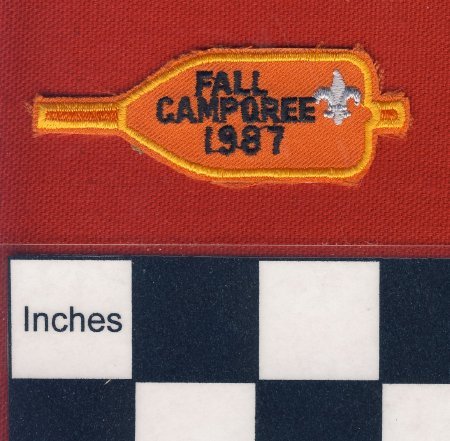 FALL
CAMPOREE
1987
Inches